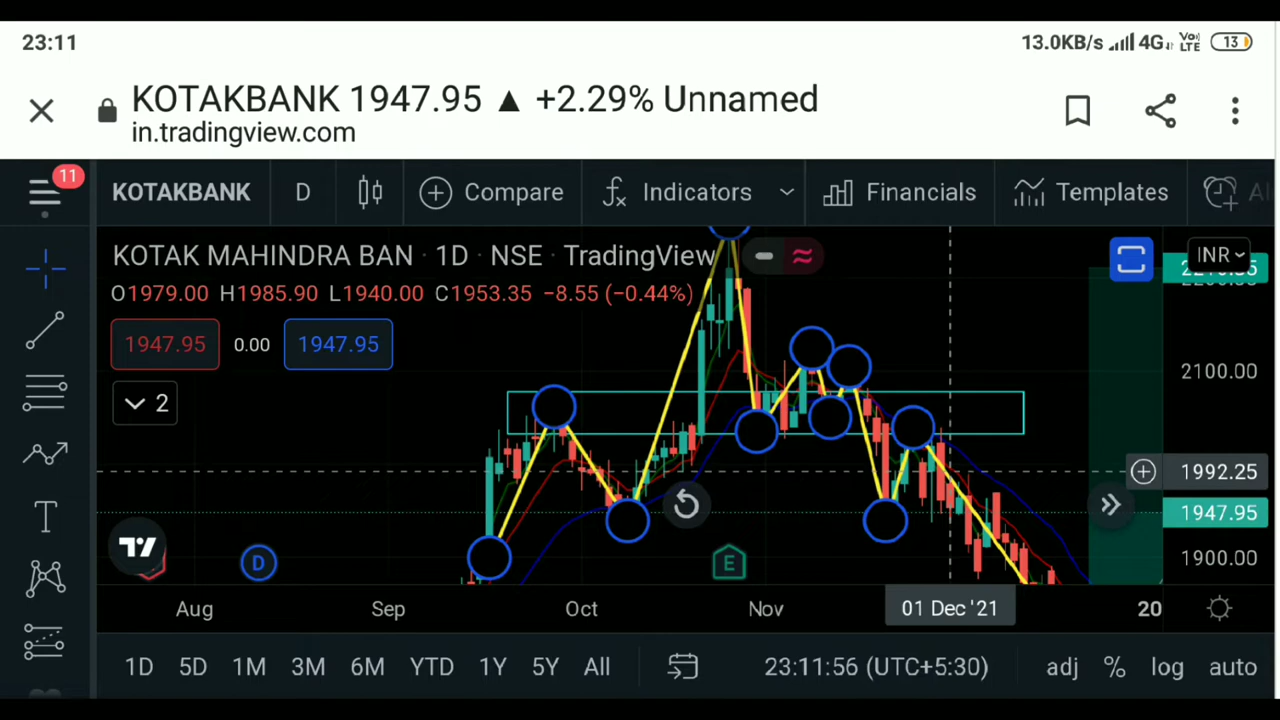 23:11 13.0KB/s 4G Vo) LTE 13
KOTAKBANK 1947.95 ▲ +2.29% Unnamed
in.tradingview.com
11 KOTAKBANK D Compare Indicators Financials Templates
KOTAK MAHINDRA BAN · 1D · NSE · TradingView INR
O1979.00 H1985.90 L1940.00 C1953.35 −8.55 (−0.44%)
1947.95 0.00 1947.95
2100.00
2
1992.25
1947.95
1900.00
D E
Aug Sep Oct Nov 01 Dec '21 20
1D 5D 1M 3M 6M YTD 1Y 5Y All 23:11:56 (UTC+5:30) adj % log auto